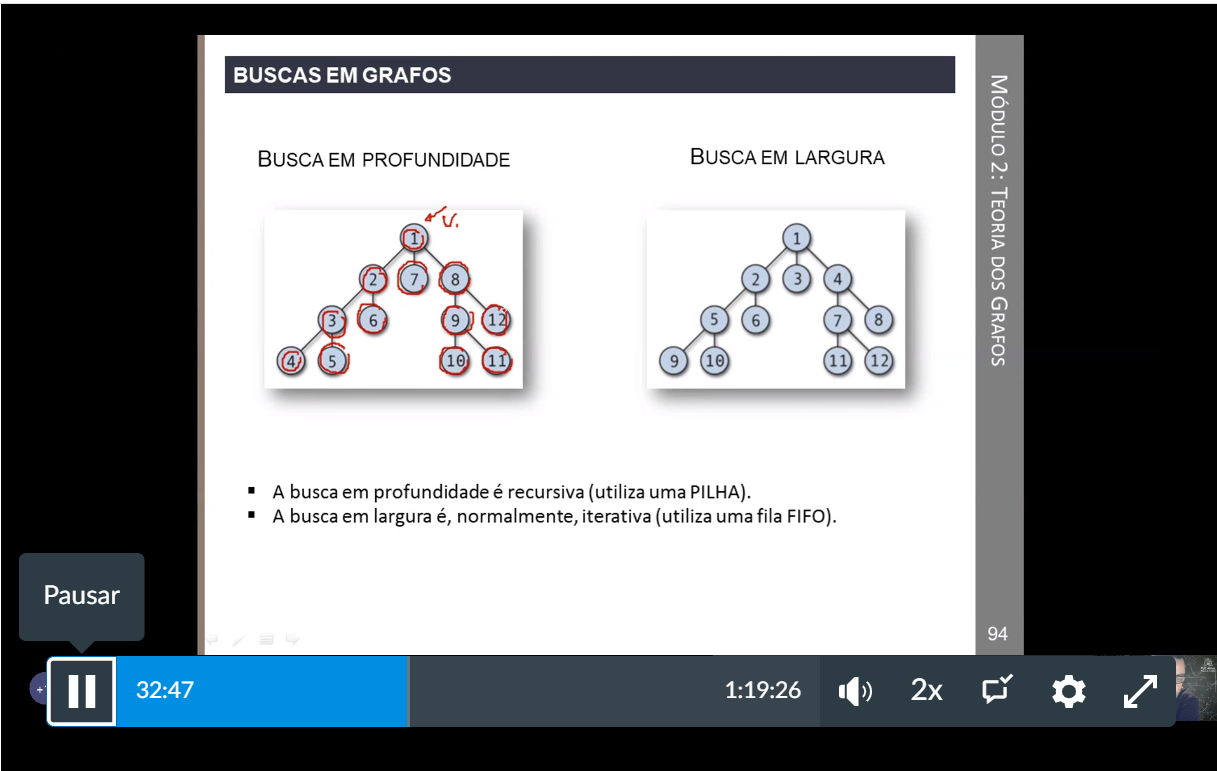 BUSCAS EM GRAFOS
MÓDULO 2: TEORIA DOS GRAFOS
BUSCA EM PROFUNDIDADE
BUSCA EM LARGURA
v.
1
2 7 8
3 6 9 12
4 5 10 11
1
2 3 4
5 6 7 8
9 10 11 12
▪ A busca em profundidade é recursiva (utiliza uma PILHA).
▪ A busca em largura é, normalmente, iterativa (utiliza uma fila FIFO).
Pausar
94
32:47
1:19:26
2x